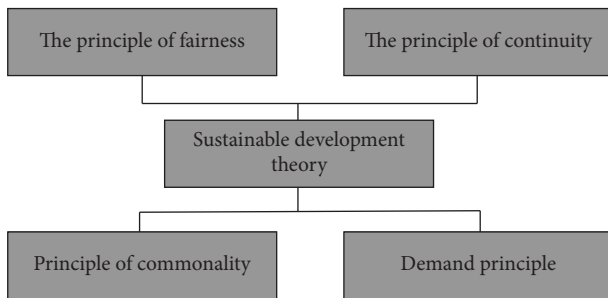 The principle of fairness
The principle of continuity
Sustainable development
theory
Principle of commonality
Demand principle